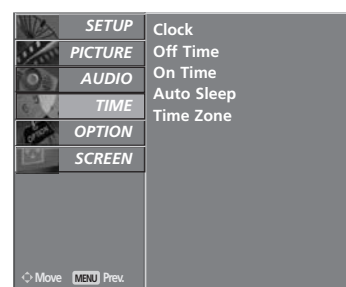 SETUP
PICTURE
AUDIO
TIME
OPTION
SCREEN
Move MENU Prev.
Clock
Off Time
On Time
Auto Sleep
Time Zone